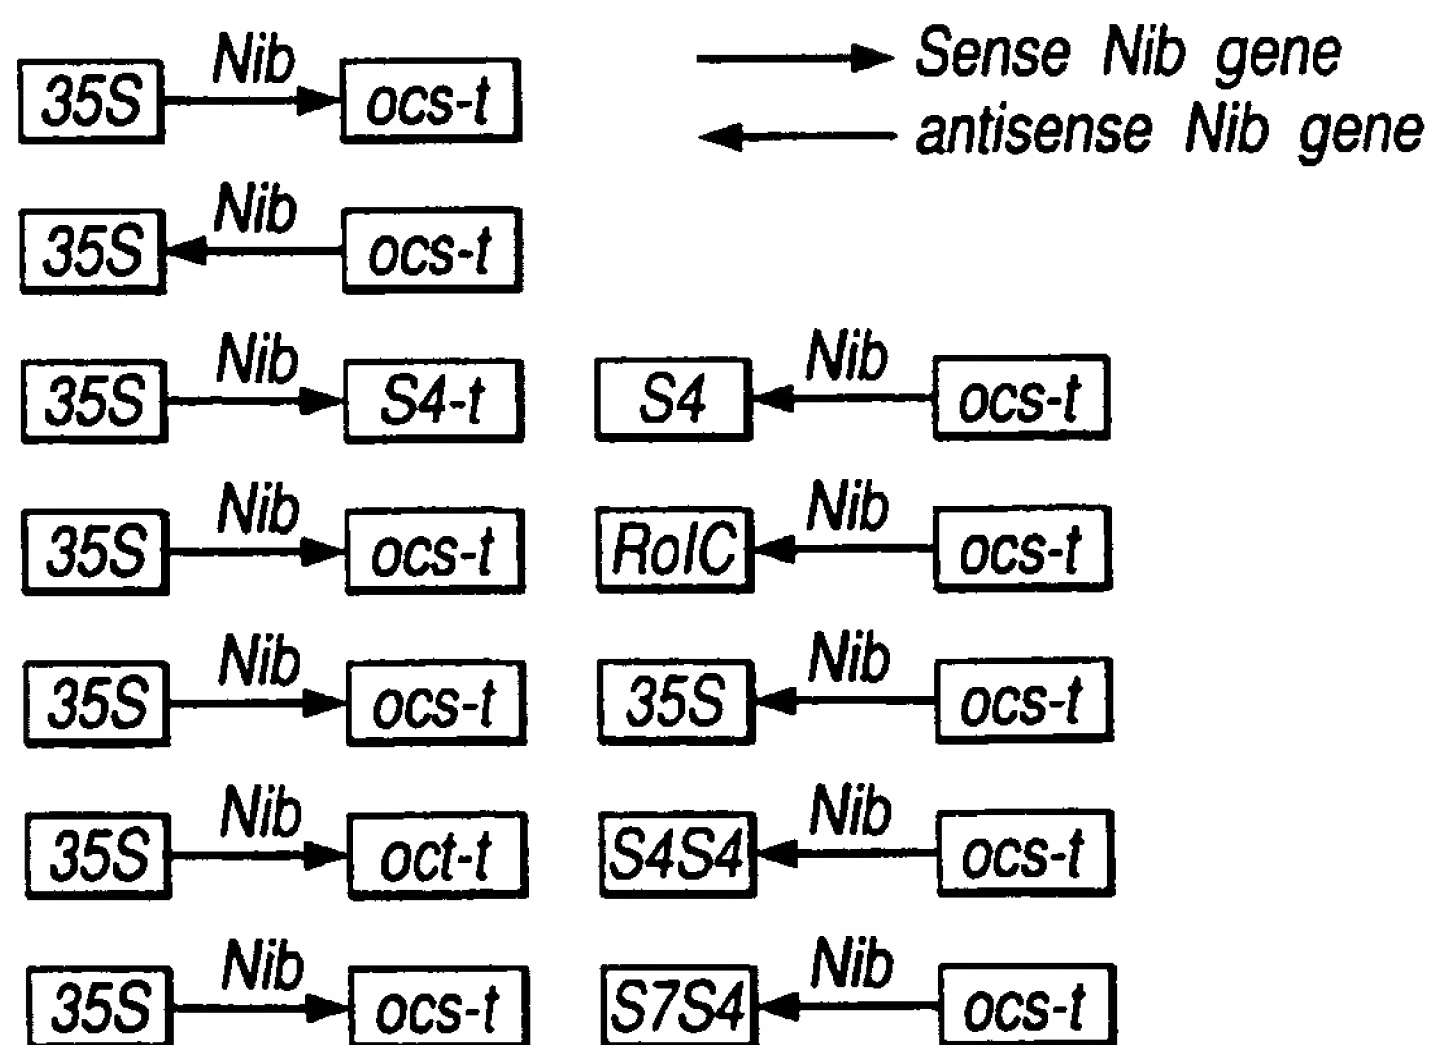 35S Nib ocs-t
Sense Nib gene
antisense Nib gene
35S Nib ocs-t
35S Nib S4-t S4 Nib ocs-t
35S Nib ocs-t RolC Nib ocs-t
35S Nib ocs-t 35S Nib ocs-t
35S Nib oct-t S4S4 Nib ocs-t
35S Nib ocs-t S7S4 Nib ocs-t